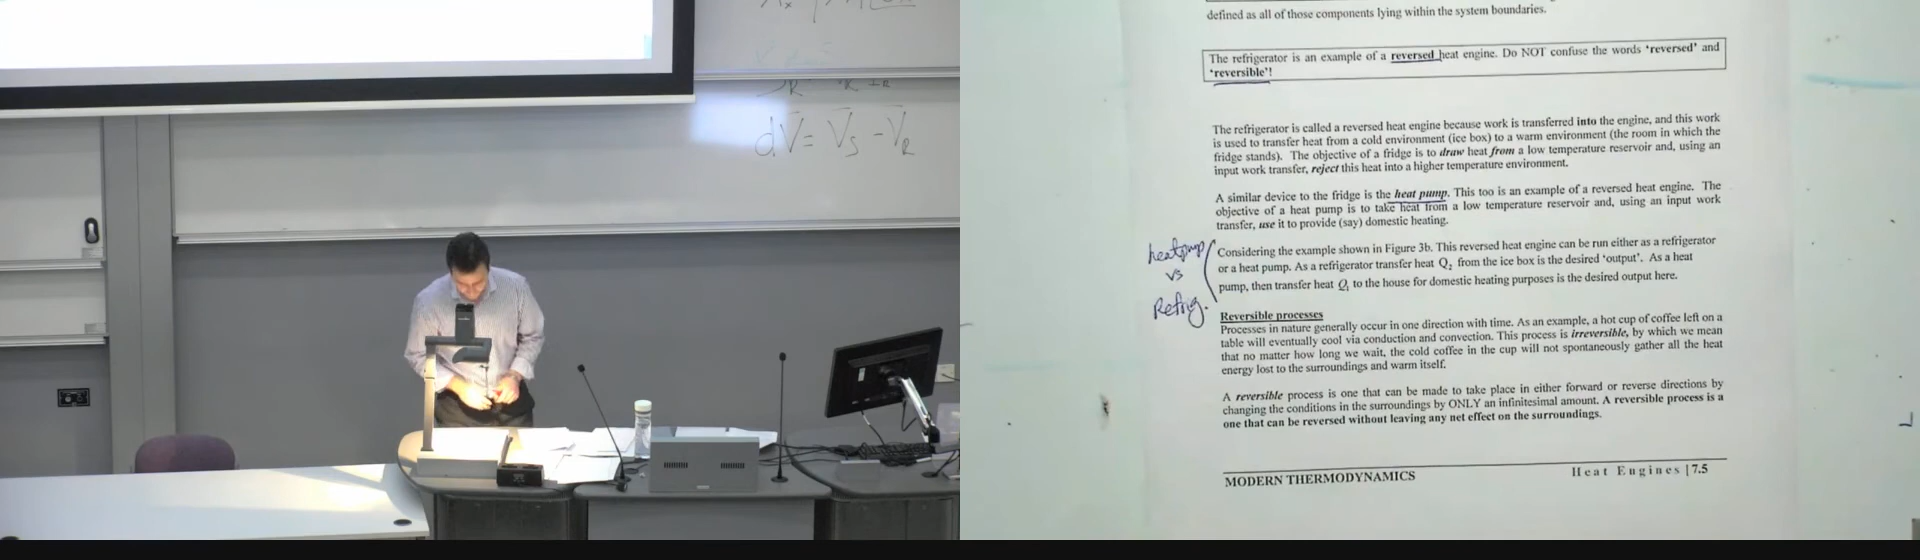 dV = V_S - V_R
defined as all of those components lying within the system boundaries.
The refrigerator is an example of a reversed heat engine. Do NOT confuse the words ‘reversed’ and
‘reversible’!
The refrigerator is called a reversed heat engine because work is transferred into the engine, and this work
is used to transfer heat from a cold environment (ice box) to a warm environment (the room in which the
fridge stands). The objective of a fridge is to draw heat from a low temperature reservoir and, using an
input work transfer, reject this heat into a higher temperature environment.
A similar device to the fridge is the heat pump. This too is an example of a reversed heat engine. The
objective of a heat pump is to take heat from a low temperature reservoir and, using an input work
transfer, use it to provide (say) domestic heating.
heatpump
vs
Refrig.
Considering the example shown in Figure 3b. This reversed heat engine can be run either as a refrigerator
or a heat pump. As a refrigerator transfer heat Q₂ from the ice box is the desired ‘output’. As a heat
pump, then transfer heat Q₁ to the house for domestic heating purposes is the desired output here.
Reversible processes
Processes in nature generally occur in one direction with time. As an example, a hot cup of coffee left on a
table will eventually cool via conduction and convection. This process is irreversible, by which we mean
that no matter how long we wait, the cold coffee in the cup will not spontaneously gather all the heat
energy lost to the surroundings and warm itself.
A reversible process is one that can be made to take place in either forward or reverse directions by
changing the conditions in the surroundings by ONLY an infinitesimal amount. A reversible process is a
one that can be reversed without leaving any net effect on the surroundings.
MODERN THERMODYNAMICS
Heat Engines | 7.5